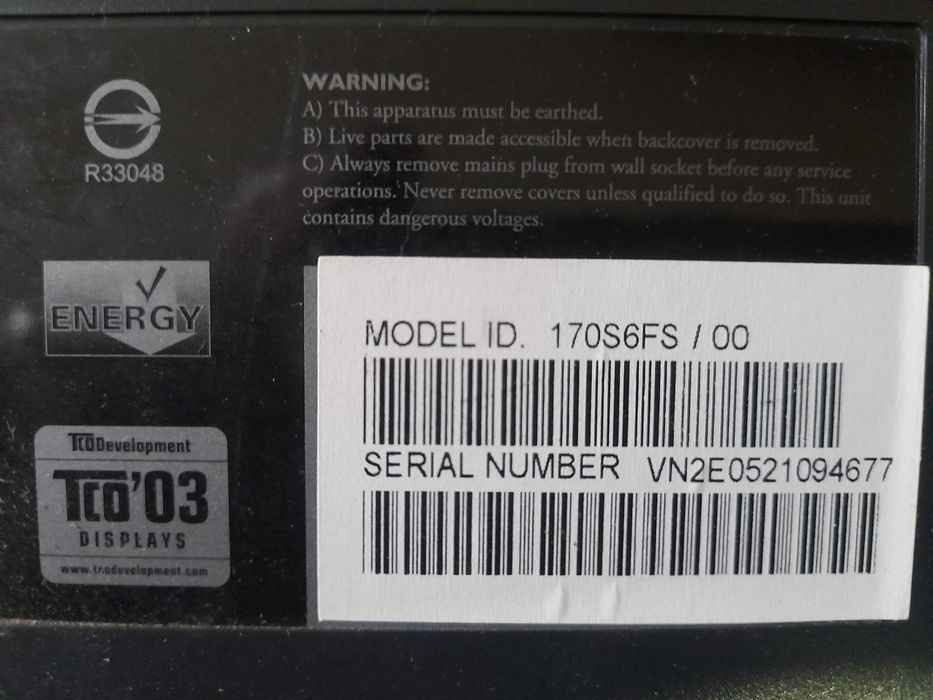 R33048
WARNING:
A) This apparatus must be earthed.
B) Live parts are made accessible when backcover is removed.
C) Always remove mains plug from wall socket before any service
operations. Never remove covers unless qualified to do so. This unit
contains dangerous voltages.
ENERGY
TCO Development
TCO'03
DISPLAYS
www.tcodevelopment.com
MODEL ID. 170S6FS / 00
SERIAL NUMBER VN2E0521094677